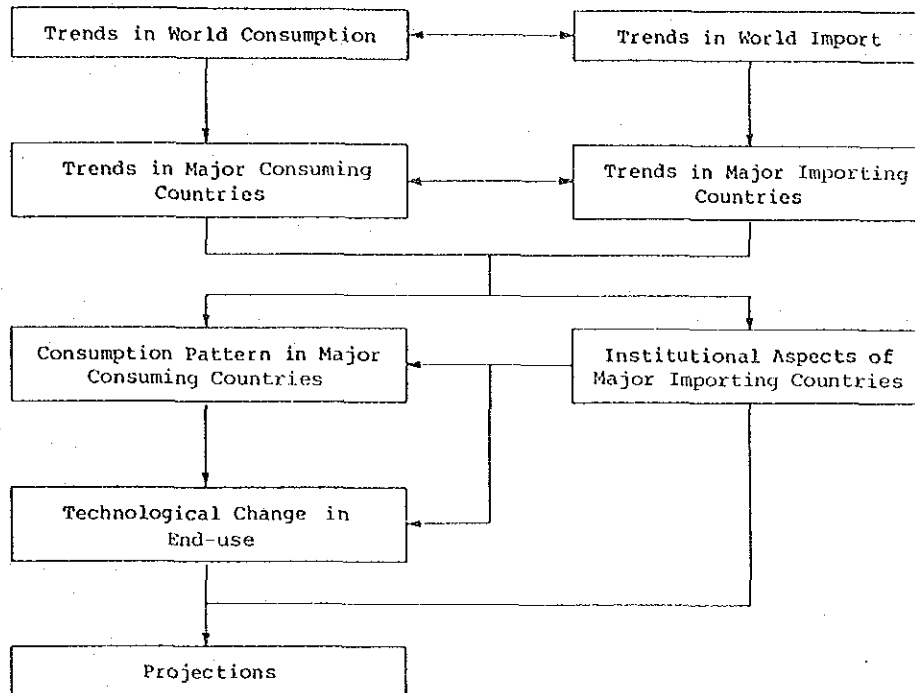 Trends in World Consumption
Trends in World Import
Trends in Major Consuming
Countries
Trends in Major Importing
Countries
Consumption Pattern in Major
Consuming Countries
Institutional Aspects of
Major Importing Countries
Technological Change in
End-use
Projections